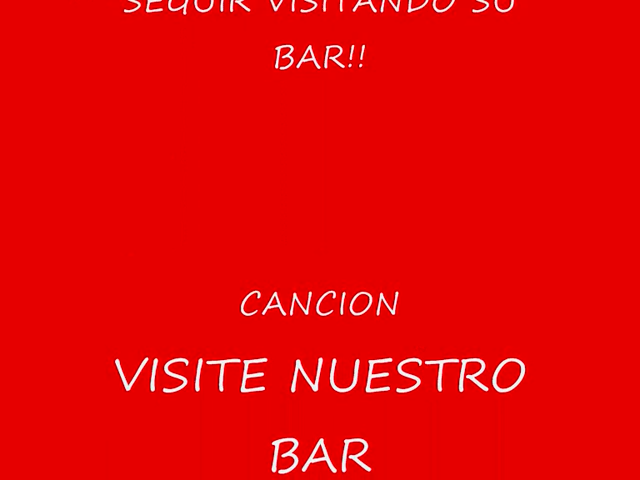 SEGUIR VISITANDO SU
BAR!!
CANCION
VISITE NUESTRO
BAR